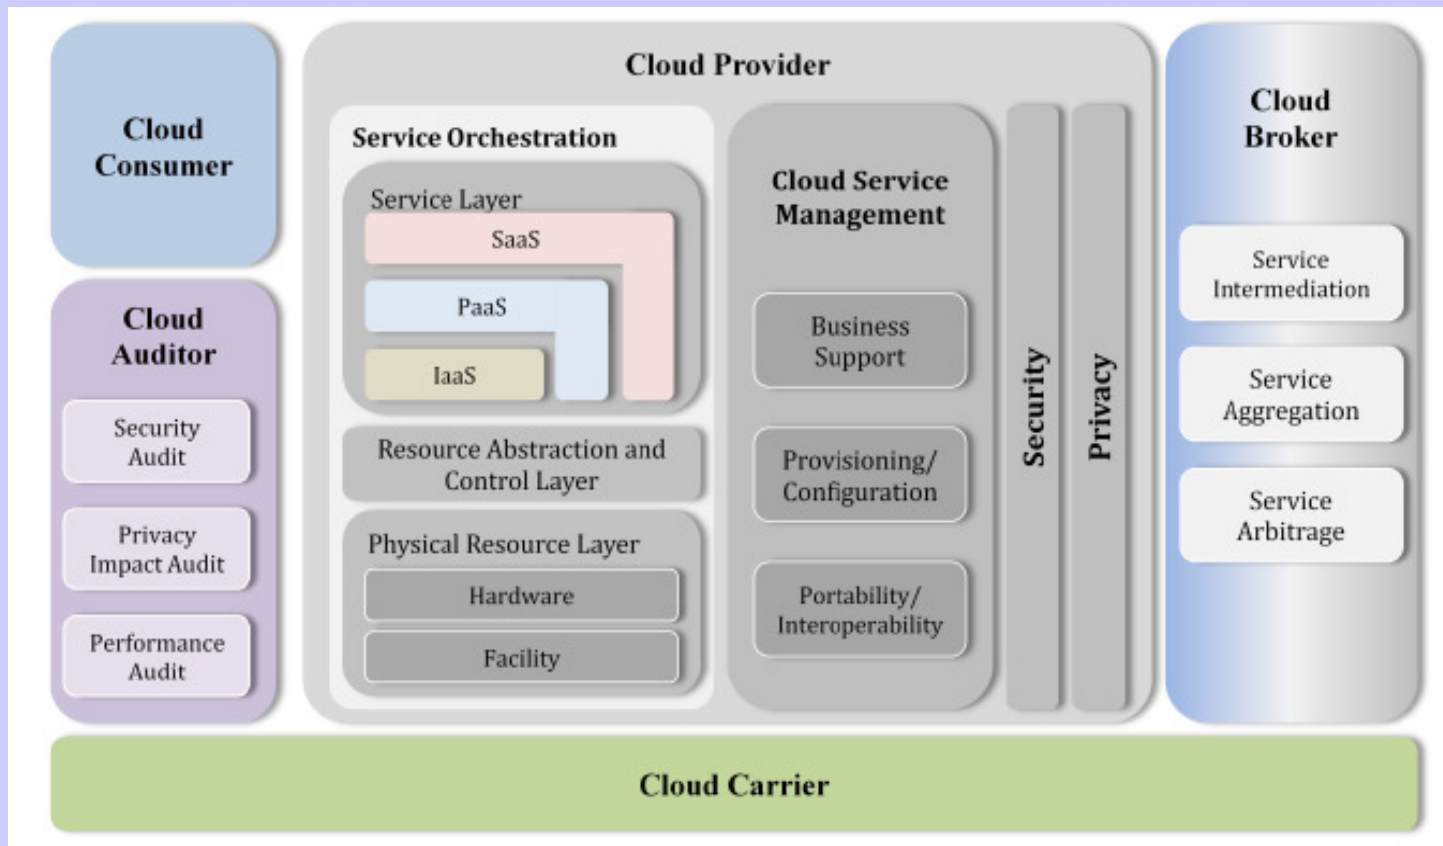 Cloud
Consumer
Cloud
Auditor
Security
Audit
Privacy
Impact Audit
Performance
Audit
Cloud Provider
Service Orchestration
Service Layer
SaaS
PaaS
IaaS
Resource Abstraction and
Control Layer
Physical Resource Layer
Hardware
Facility
Cloud Service
Management
Business
Support
Provisioning/
Configuration
Portability/
Interoperability
Security
Privacy
Cloud
Broker
Service
Intermediation
Service
Aggregation
Service
Arbitrage
Cloud Carrier